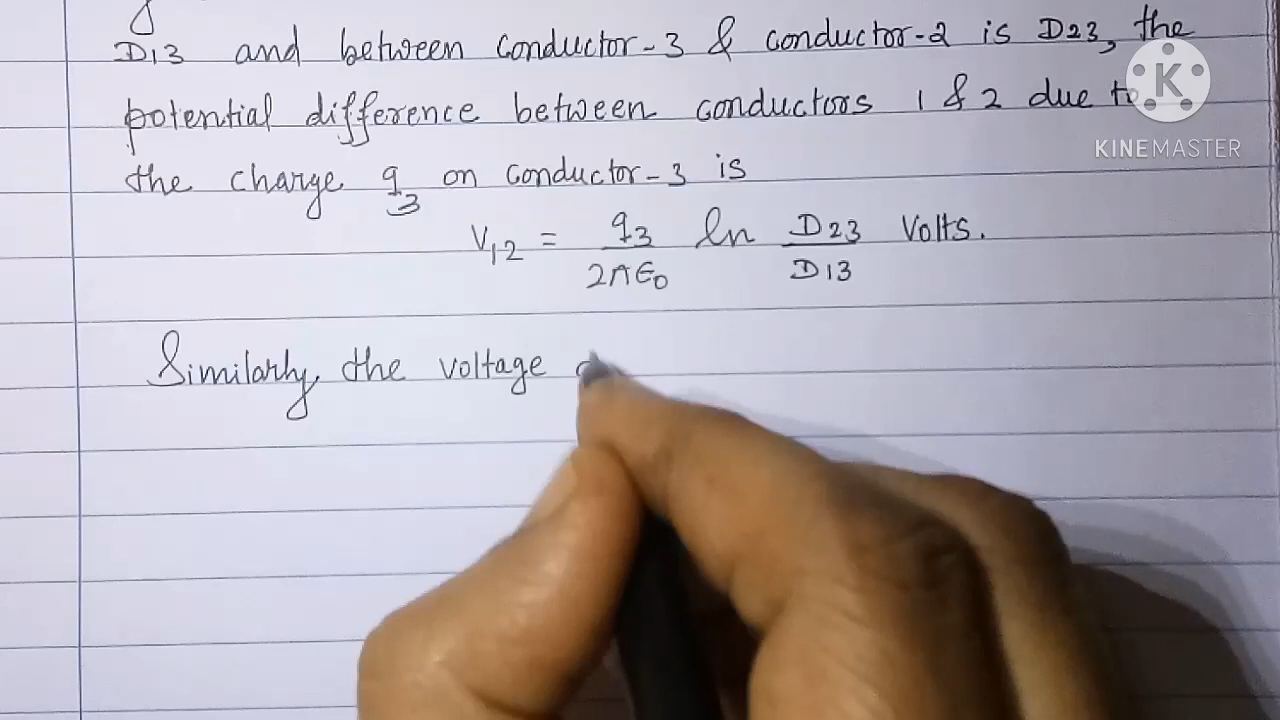 D13 and between conductor-3 & conductor-2 is D23, the
potential difference between conductors 1 & 2 due to
the charge q3 on conductor-3 is
V12 = q3/2πϵ0 ln D23/D13 Volts.
Similarly, the voltage
K
KINEMASTER